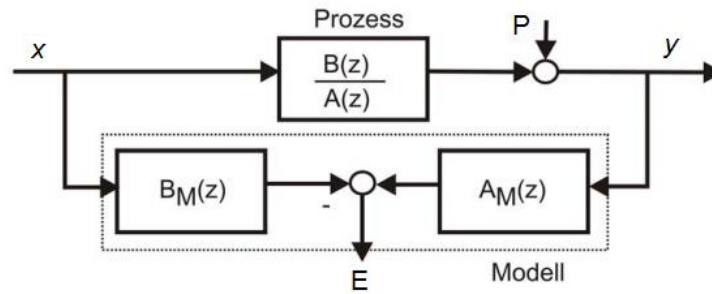 Prozess
P
x
B(z)
A(z)
y
B_M(z)
-
A_M(z)
E
Modell